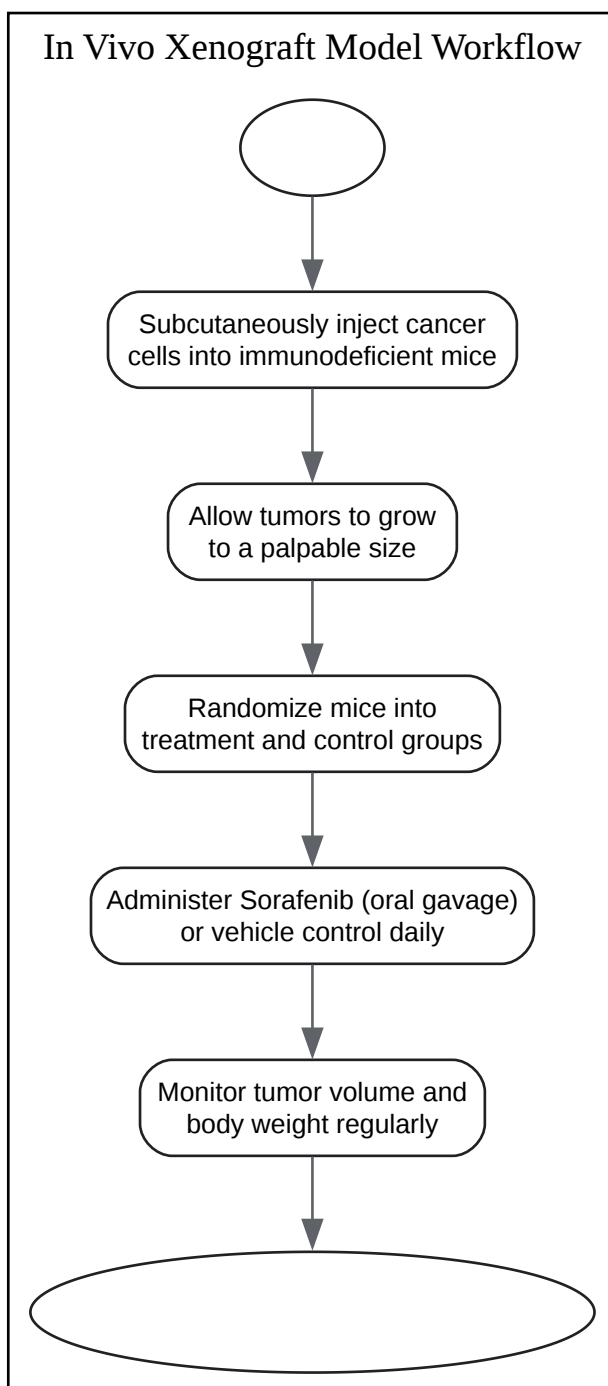 In Vivo Xenograft Model Workflow
Subcutaneously inject cancer
cells into immunodeficient mice
Allow tumors to grow
to a palpable size
Randomize mice into
treatment and control groups
Administer Sorafenib (oral gavage)
or vehicle control daily
Monitor tumor volume and
body weight regularly